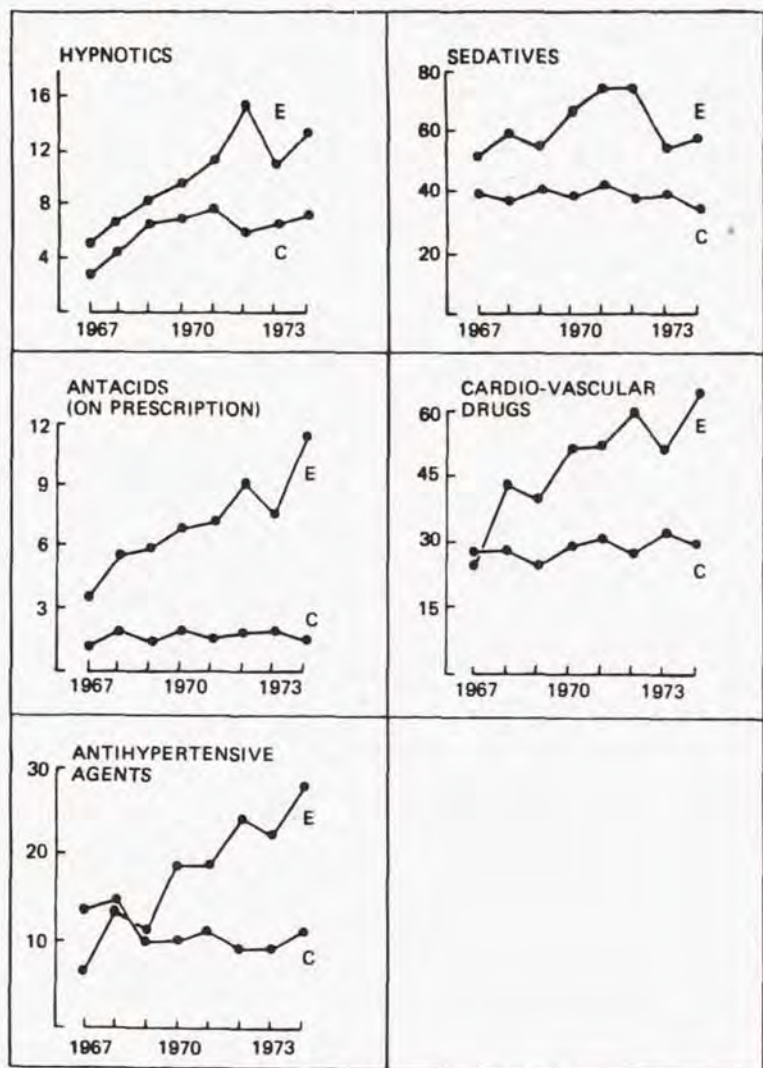 HYPNOTICS
16
12
8
4
E
C
1967 1970 1973
SEDATIVES
80
60
40
20
E
C
1967 1970 1973
ANTACIDS
(ON PRESCRIPTION)
12
9
6
3
E
C
1967 1970 1973
CARDIO-VASCULAR
DRUGS
60
45
30
15
E
C
1967 1970 1973
ANTIHYPERTENSIVE
AGENTS
30
20
10
E
C
1967 1970 1973